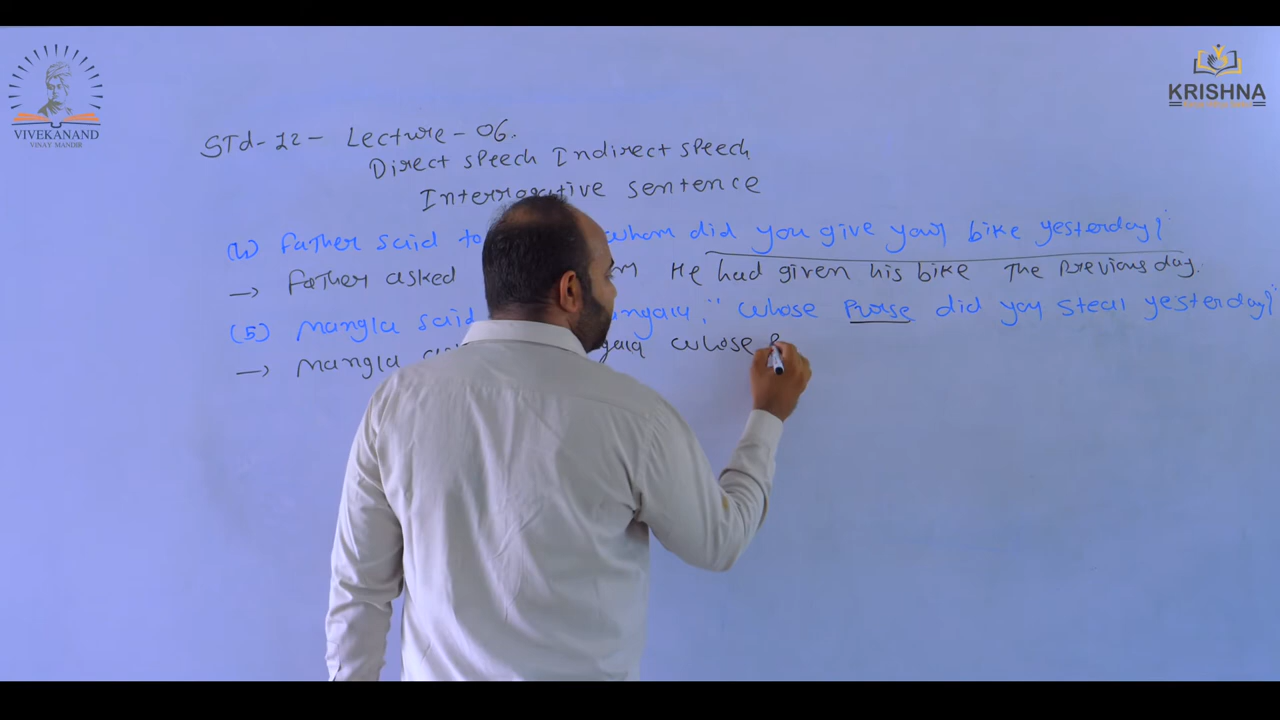 VIVEKANAND
VINAY MANDIR
KRISHNA
STd-12 - Lecture - 06.
Direct speech Indirect speech
Interrogative sentence
Father said to whom did you give your bike yesterday?
→ Father asked He had given his bike The Previous day.
(5) Mangla said " whose Purse did you steal yesterday?"
→ Mangla whose